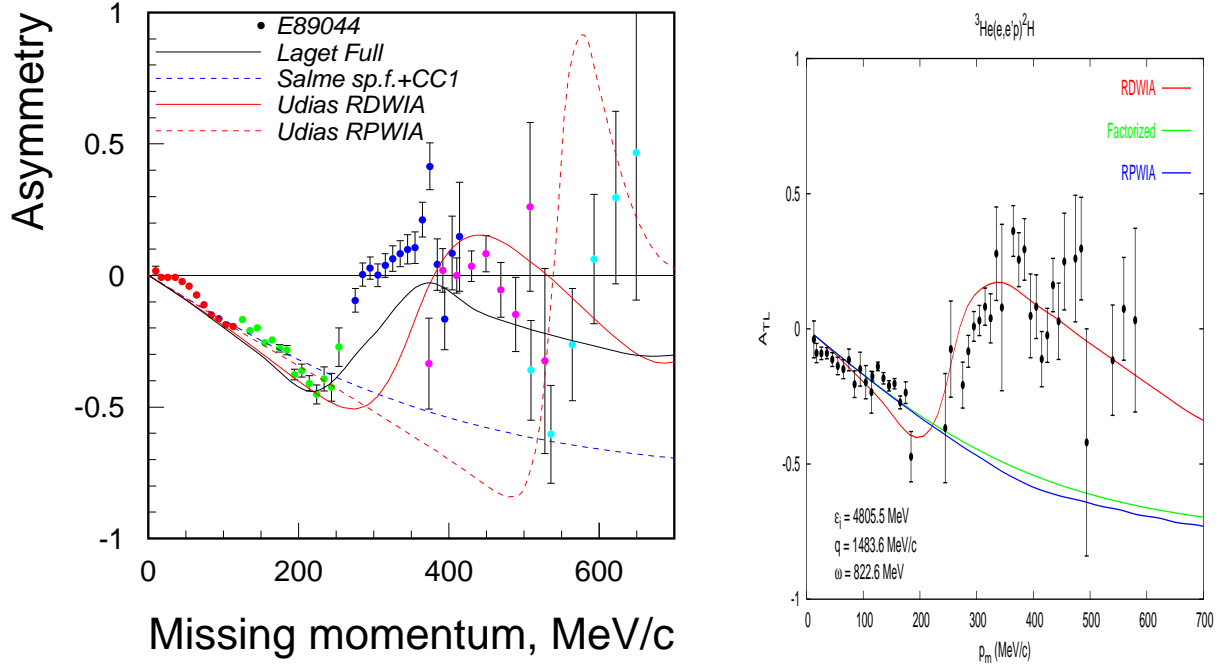 Asymmetry
1
0.5
0
-0.5
-1
E89044
Laget Full
Salme sp.f.+CC1
Udias RDWIA
Udias RPWIA
0 200 400 600
Missing momentum, MeV/c
³He(e,e'p)²H
A_TL
1
0.5
0
-0.5
-1
RDWIA
Factorized
RPWIA
ε_i = 4805.5 MeV
q = 1483.6 MeV/c
ω = 822.6 MeV
0 100 200 300 400 500 600 700
p_m (MeV/c)